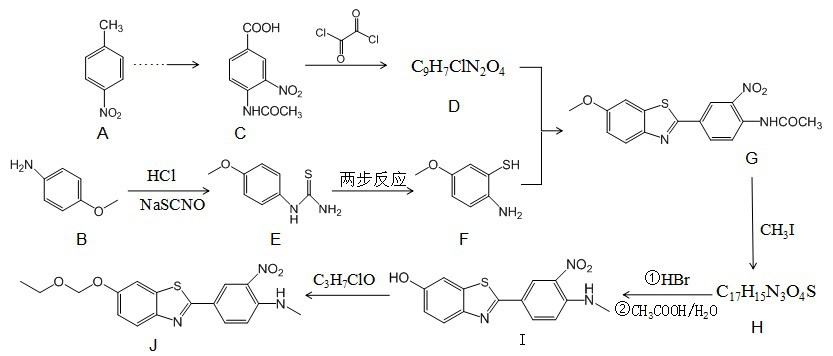 CH₃
NO₂
A
COOH
NO₂
NHCOCH₃
C
Cl
O
O
Cl
C₉H₇ClN₂O₄
D
O
S
N
NO₂
NHCOCH₃
G
H₂N
O
B
HCl
NaSCNO
O
S
N
H
NH₂
E
两步反应
O
SH
NH₂
F
CH₃I
C₁₇H₁₅N₃O₄S
H
①HBr
②CH₃COOH/H₂O
HO
S
N
NO₂
H
N
I
C₃H₇ClO
O
O
S
N
NO₂
H
N
J